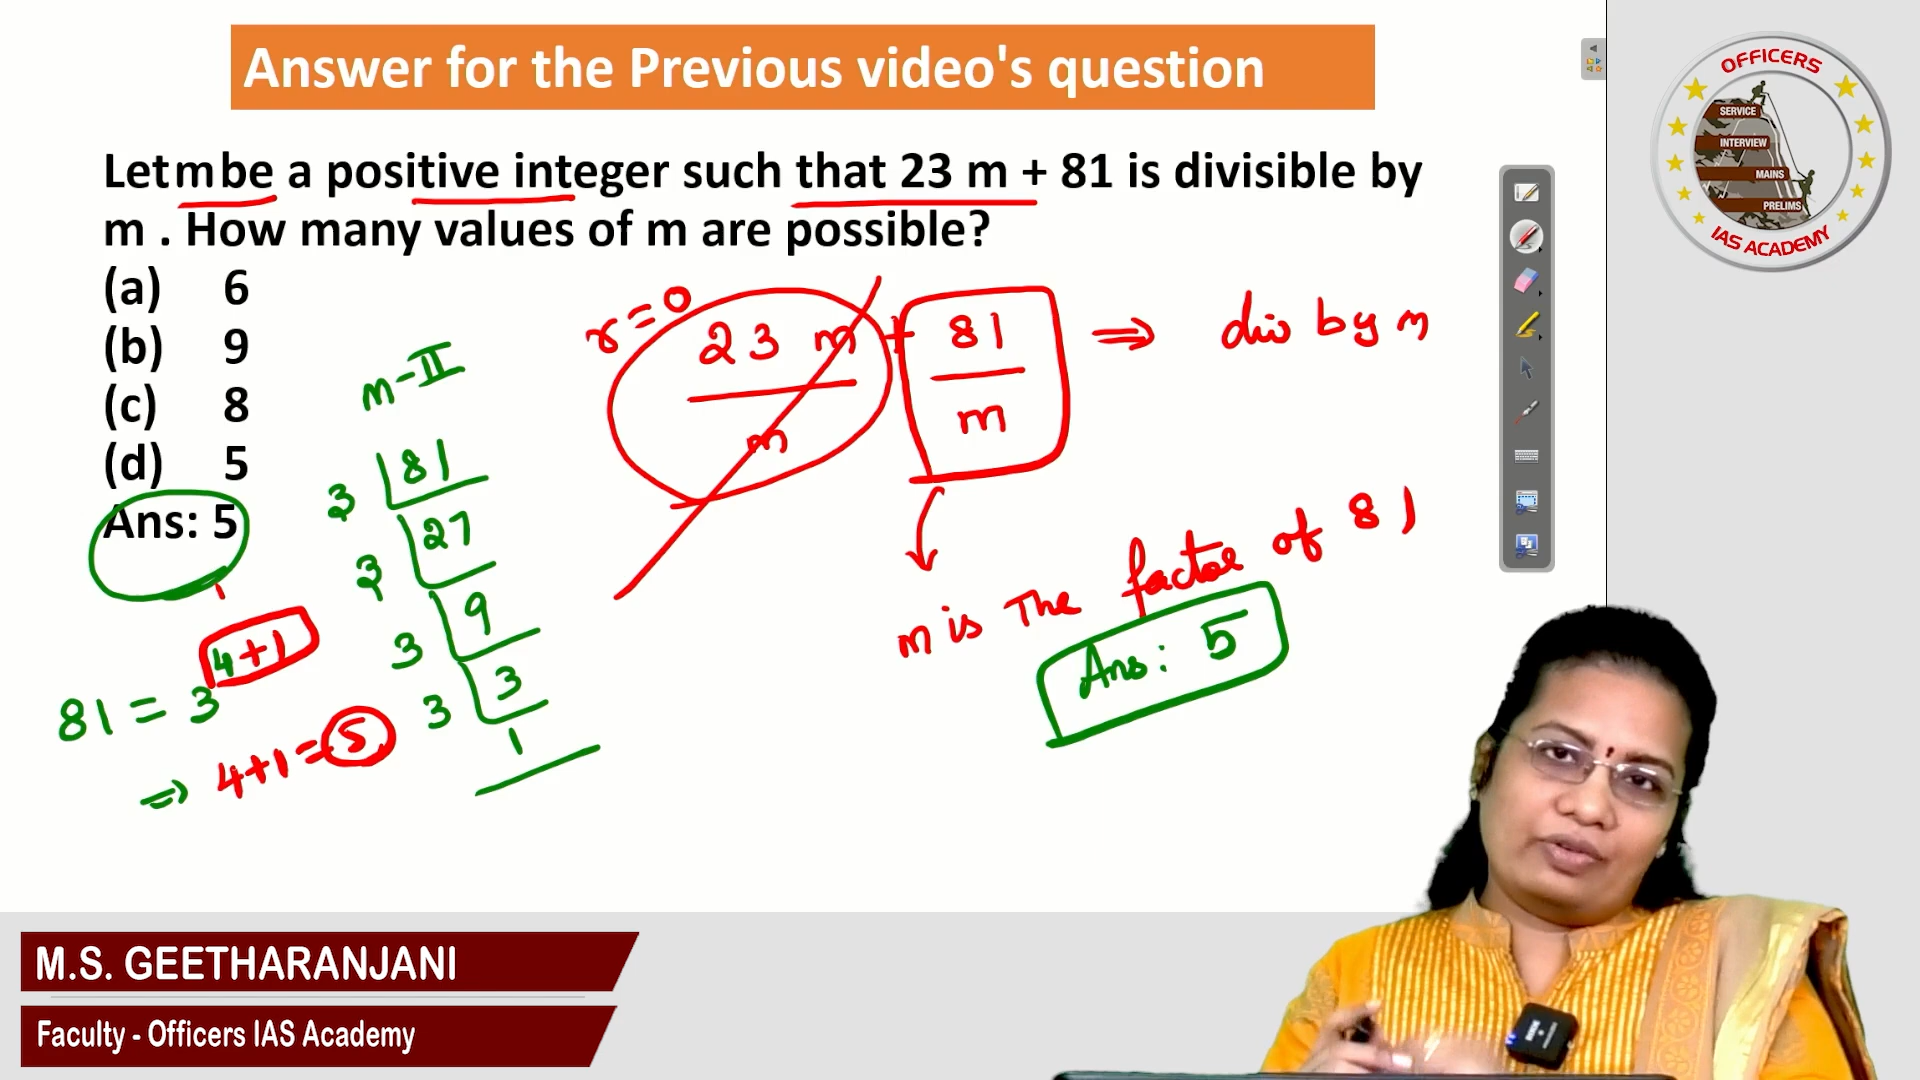 Answer for the Previous video's question
Let m be a positive integer such that 23 m + 81 is divisible by
m . How many values of m are possible?
(a) 6
(b) 9
(c) 8
(d) 5
Ans: 5
r=0
23 m + 81 ⇒ div by m
m m
m is The factor of 81
Ans: 5
m-II
3 81
3 27
3 9
3 3
1
4+1
81 = 3
⇒ 4+1=5
OFFICERS
SERVICE
INTERVIEW
MAINS
PRELIMS
IAS ACADEMY
M.S. GEETHARANJANI
Faculty - Officers IAS Academy